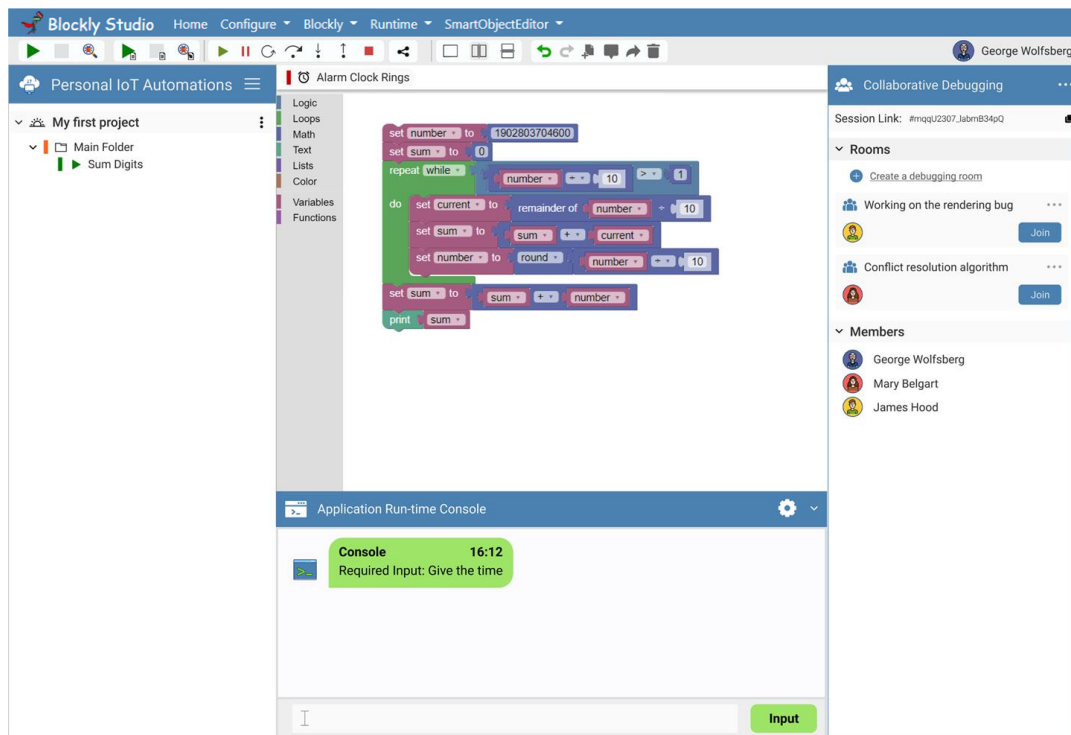 Blockly Studio Home Configure Blockly Runtime SmartObjectEditor
George Wolfsberg
Personal IoT Automations
My first project
Main Folder
Sum Digits
Alarm Clock Rings
Logic
Loops
Math
Text
Lists
Color
Variables
Functions
set number to 1902803704600
set sum to 0
repeat while number ÷ 10 > 1
do set current to remainder of number ÷ 10
set sum to sum + current
set number to round number ÷ 10
set sum to sum + number
print sum
Application Run-time Console
Console 16:12
Required Input: Give the time
Input
Collaborative Debugging
Session Link: #mqqU2307_IabmB34pQ
Rooms
Create a debugging room
Working on the rendering bug
Join
Conflict resolution algorithm
Join
Members
George Wolfsberg
Mary Belgart
James Hood